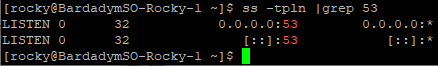 [rocky@BardadymSO-Rocky-1 ~]$ ss -tpln |grep 53
LISTEN 0      32           0.0.0.0:53        0.0.0.0:*
LISTEN 0      32              [::]:53           [::]:*
[rocky@BardadymSO-Rocky-1 ~]$